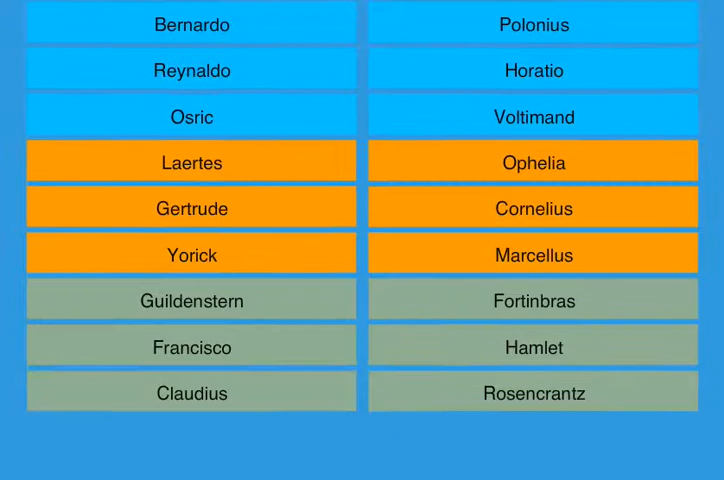 Bernardo Polonius
Reynaldo Horatio
Osric Voltimand
Laertes Ophelia
Gertrude Cornelius
Yorick Marcellus
Guildenstern Fortinbras
Francisco Hamlet
Claudius Rosencrantz